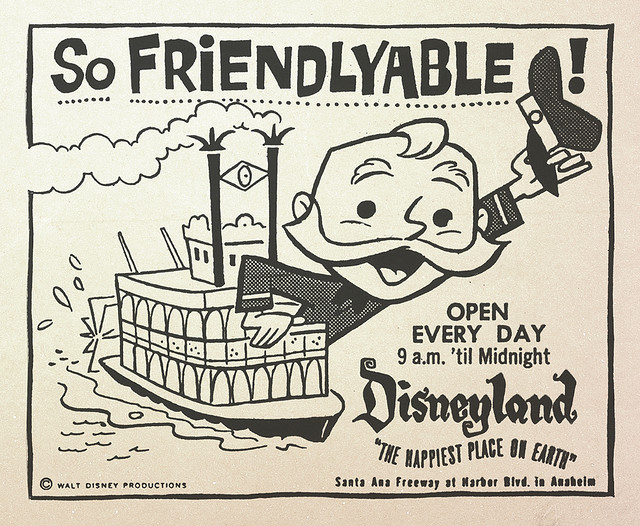 So FRiENDLYABLE!
OPEN
EVERY DAY
9 a.m. 'til Midnight
Disneyland
"THE HAPPIEST PLACE ON EARTH"
© WALT DISNEY PRODUCTIONS
Santa Ana Freeway at Harbor Blvd. in Anaheim